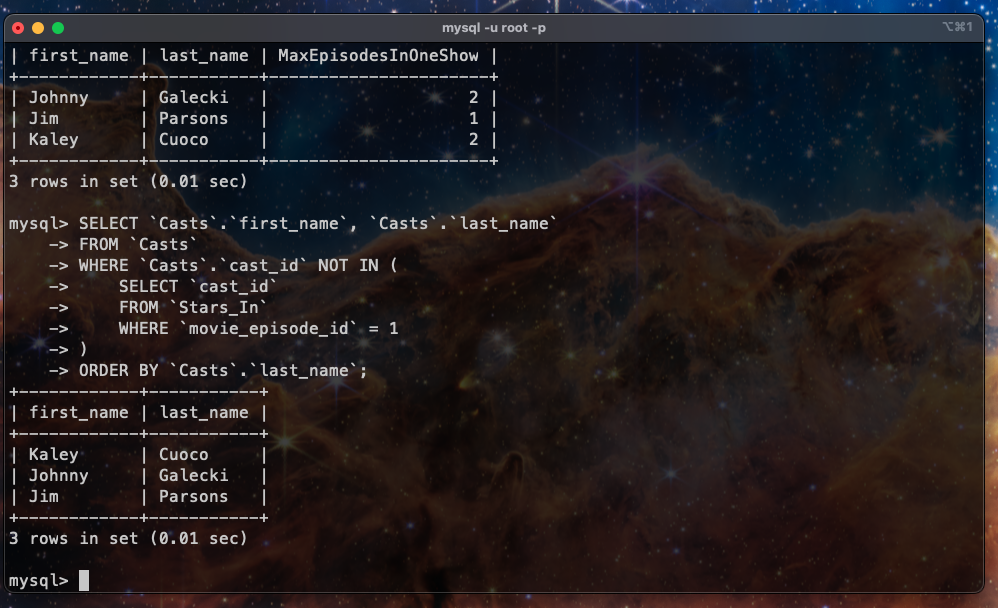 mysql -u root -p
⌥⌘1
| first_name | last_name | MaxEpisodesInOneShow |
+------------+-----------+----------------------+
| Johnny     | Galecki   |                    2 |
| Jim        | Parsons   |                    1 |
| Kaley      | Cuoco     |                    2 |
+------------+-----------+----------------------+
3 rows in set (0.01 sec)
mysql> SELECT `Casts`.`first_name`, `Casts`.`last_name`
    -> FROM `Casts`
    -> WHERE `Casts`.`cast_id` NOT IN (
    ->     SELECT `cast_id`
    ->     FROM `Stars_In`
    ->     WHERE `movie_episode_id` = 1
    -> )
    -> ORDER BY `Casts`.`last_name`;
+------------+-----------+
| first_name | last_name |
+------------+-----------+
| Kaley      | Cuoco     |
| Johnny     | Galecki   |
| Jim        | Parsons   |
+------------+-----------+
3 rows in set (0.01 sec)
mysql>